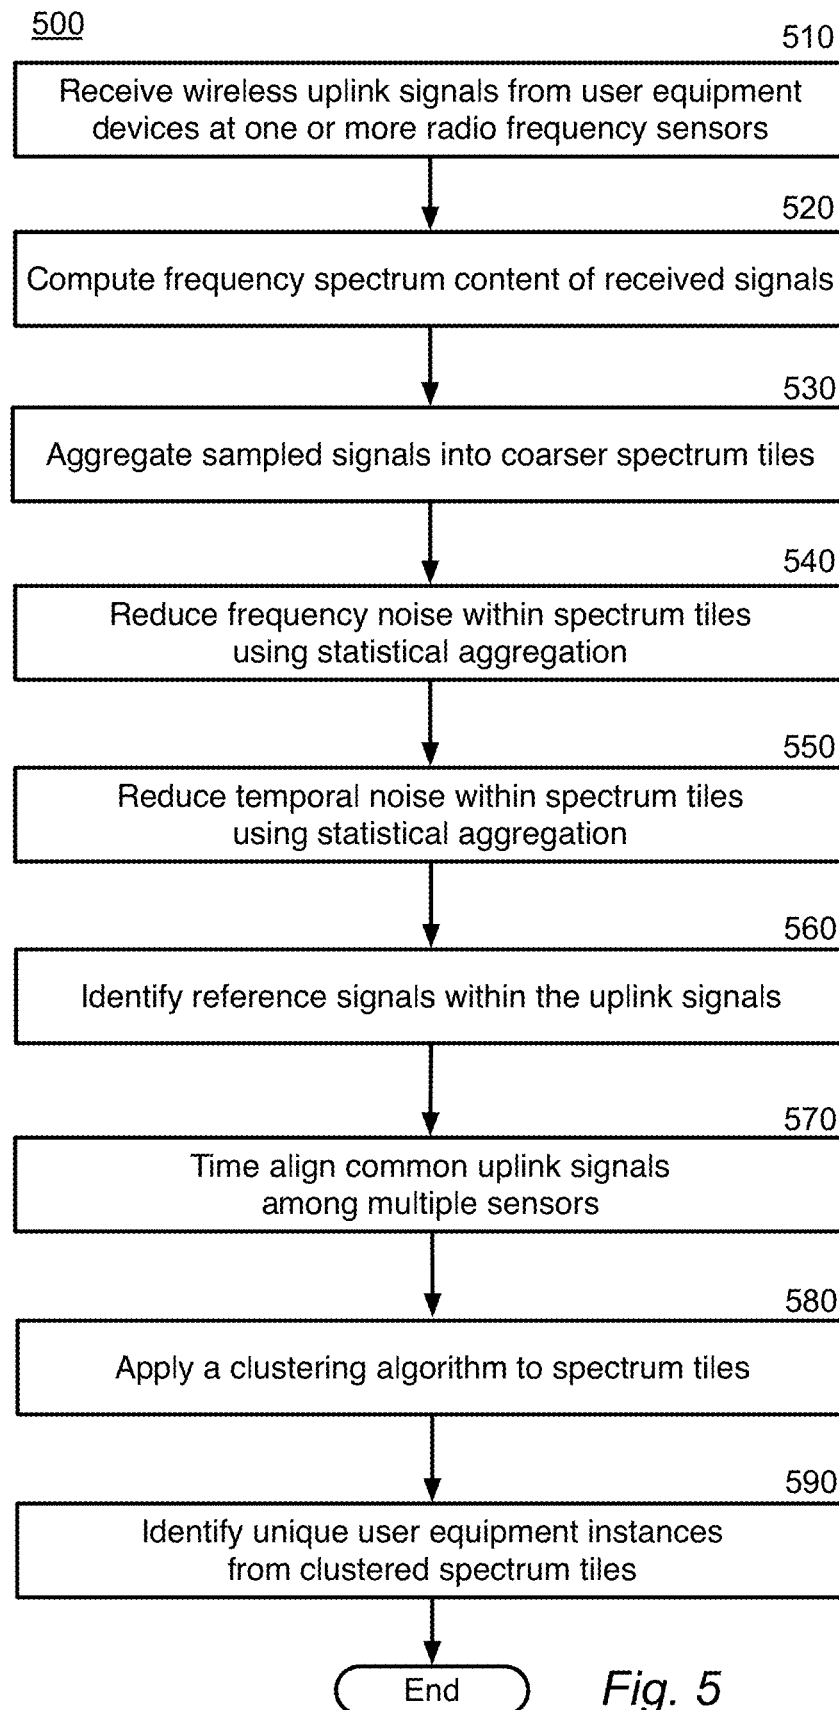 500
510
Receive wireless uplink signals from user equipment
devices at one or more radio frequency sensors
520
Compute frequency spectrum content of received signals
530
Aggregate sampled signals into coarser spectrum tiles
540
Reduce frequency noise within spectrum tiles
using statistical aggregation
550
Reduce temporal noise within spectrum tiles
using statistical aggregation
560
Identify reference signals within the uplink signals
570
Time align common uplink signals
among multiple sensors
580
Apply a clustering algorithm to spectrum tiles
590
Identify unique user equipment instances
from clustered spectrum tiles
End
Fig. 5